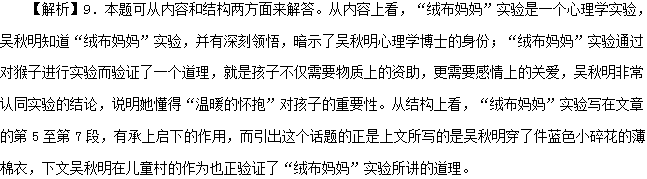 【解析】9．本题可从内容和结构两方面来解答。从内容上看，“绒布妈妈”实验是一个心理学实验，
吴秋明知道“绒布妈妈”实验，并有深刻领悟，暗示了吴秋明心理学博士的身份；“绒布妈妈”实验通过
对猴子进行实验而验证了一个道理，就是孩子不仅需要物质上的资助，更需要感情上的关爱，吴秋明非常
认同实验的结论，说明她懂得“温暖的怀抱”对孩子的重要性。从结构上看，“绒布妈妈”实验写在文章
的第 5 至第 7 段，有承上启下的作用，而引出这个话题的正是上文所写的是吴秋明穿了件蓝色小碎花的薄
棉衣，下文吴秋明在儿童村的作为也正验证了“绒布妈妈”实验所讲的道理。